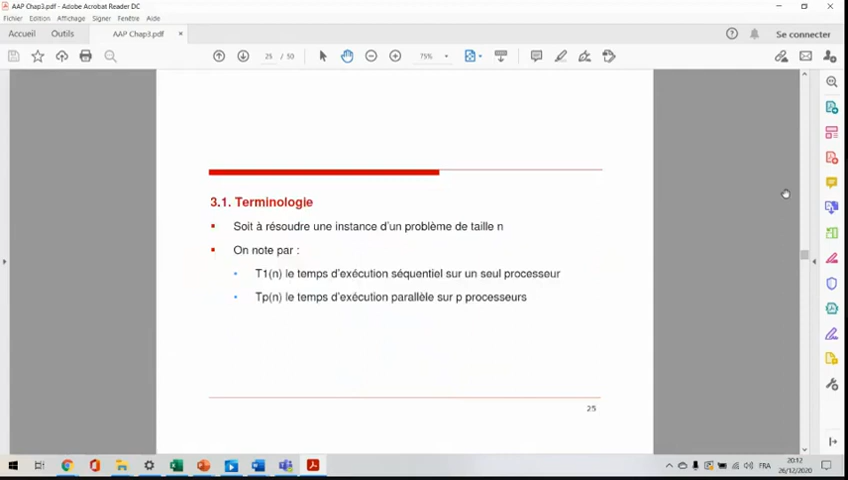 AAP Chap3.pdf - Adobe Acrobat Reader DC
Fichier Edition Affichage Signer Fenêtre Aide
Accueil Outils AAP Chap3.pdf × Se connecter
25 / 50 75%
3.1. Terminologie
Soit à résoudre une instance d'un problème de taille n
On note par :
T1(n) le temps d'exécution séquentiel sur un seul processeur
Tp(n) le temps d'exécution parallèle sur p processeurs
25
FRA
20:12
26/12/2020